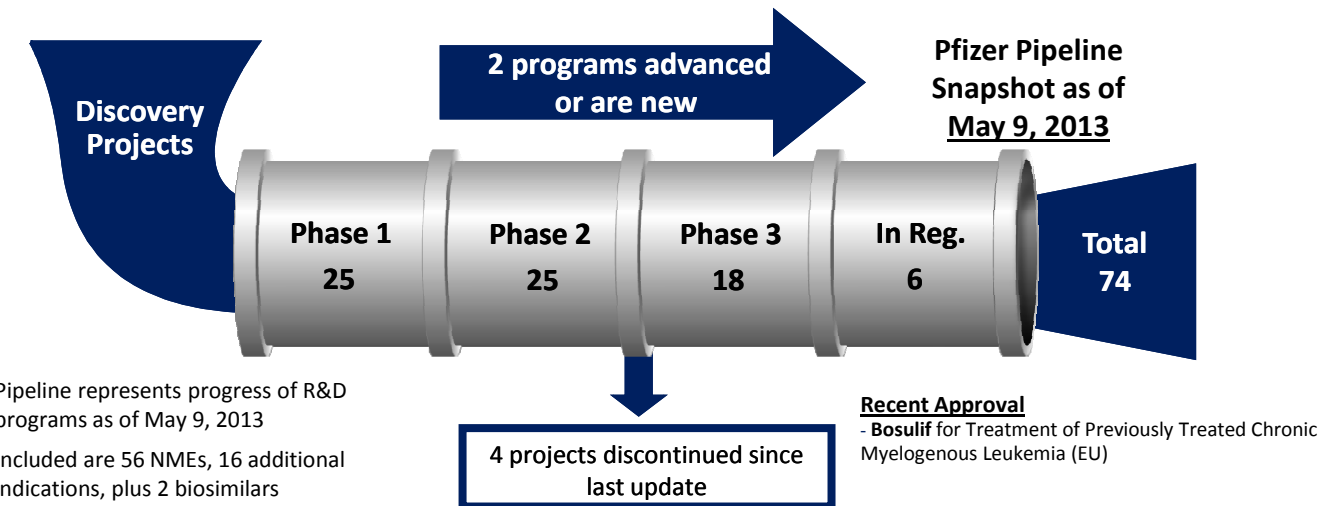 2 programs advanced
or are new
Pfizer Pipeline
Snapshot as of
May 9, 2013
Discovery
Projects
Phase 1
25
Phase 2
25
Phase 3
18
In Reg.
6
Total
74
Pipeline represents progress of R&D
programs as of May 9, 2013
Included are 56 NMEs, 16 additional
indications, plus 2 biosimilars
4 projects discontinued since
last update
Recent Approval
- Bosulif for Treatment of Previously Treated Chronic
Myelogenous Leukemia (EU)